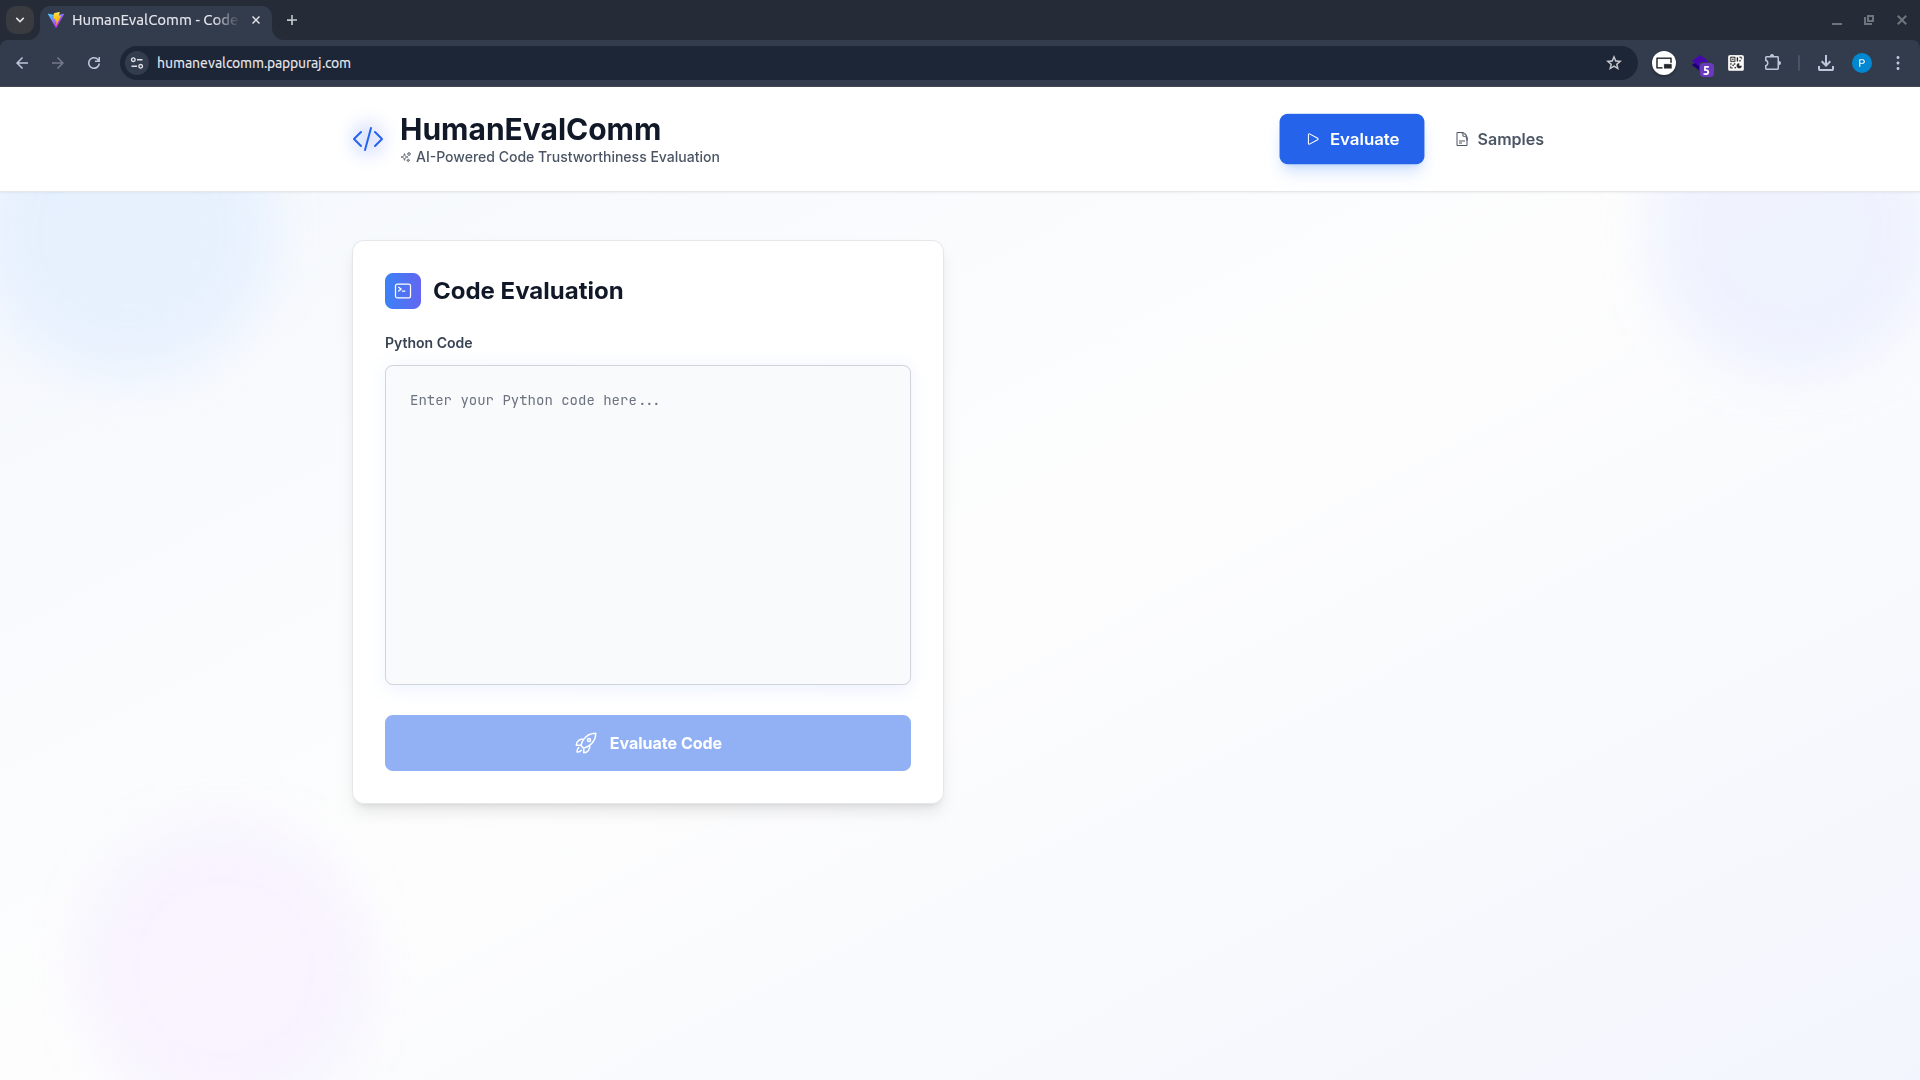 HumanEvalComm - Code
humanevalcomm.pappuraj.com
5
P
HumanEvalComm
AI-Powered Code Trustworthiness Evaluation
Evaluate
Samples
Code Evaluation
Python Code
Enter your Python code here...
Evaluate Code